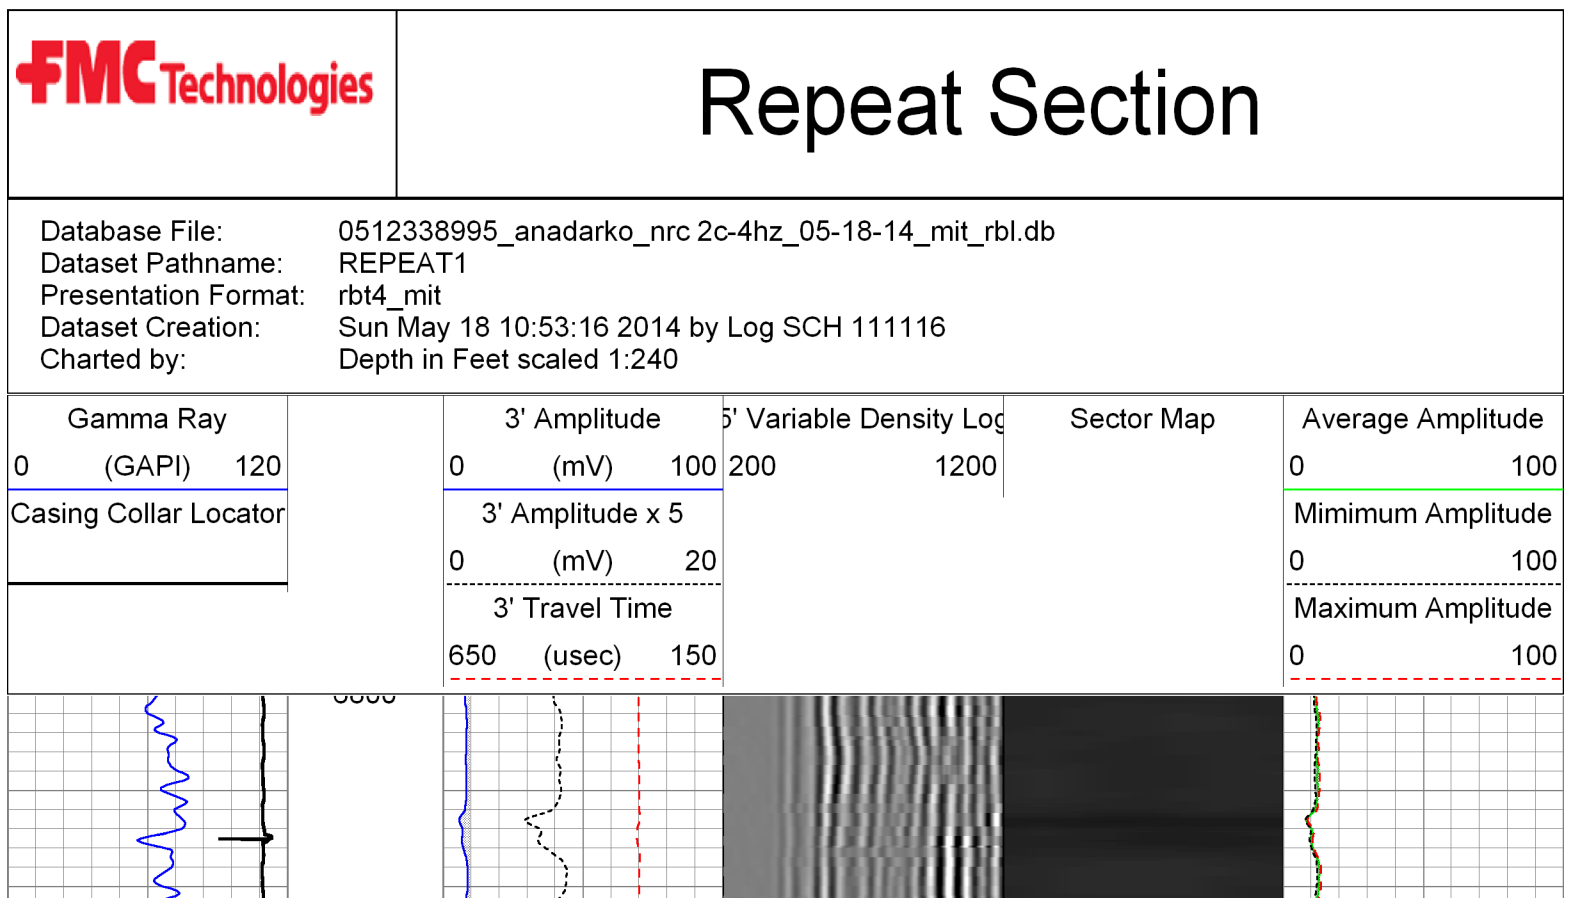 FMC Technologies
Repeat Section
Database File: 0512338995_anadarko_nrc 2c-4hz_05-18-14_mit_rbl.db
Dataset Pathname: REPEAT1
Presentation Format: rbt4_mit
Dataset Creation: Sun May 18 10:53:16 2014 by Log SCH 111116
Charted by: Depth in Feet scaled 1:240
Gamma Ray
0 (GAPI) 120
Casing Collar Locator
3' Amplitude
0 (mV) 100
3' Amplitude x 5
0 (mV) 20
3' Travel Time
650 (usec) 150
5' Variable Density Log
200 1200
Sector Map
Average Amplitude
0 100
Mimimum Amplitude
0 100
Maximum Amplitude
0 100